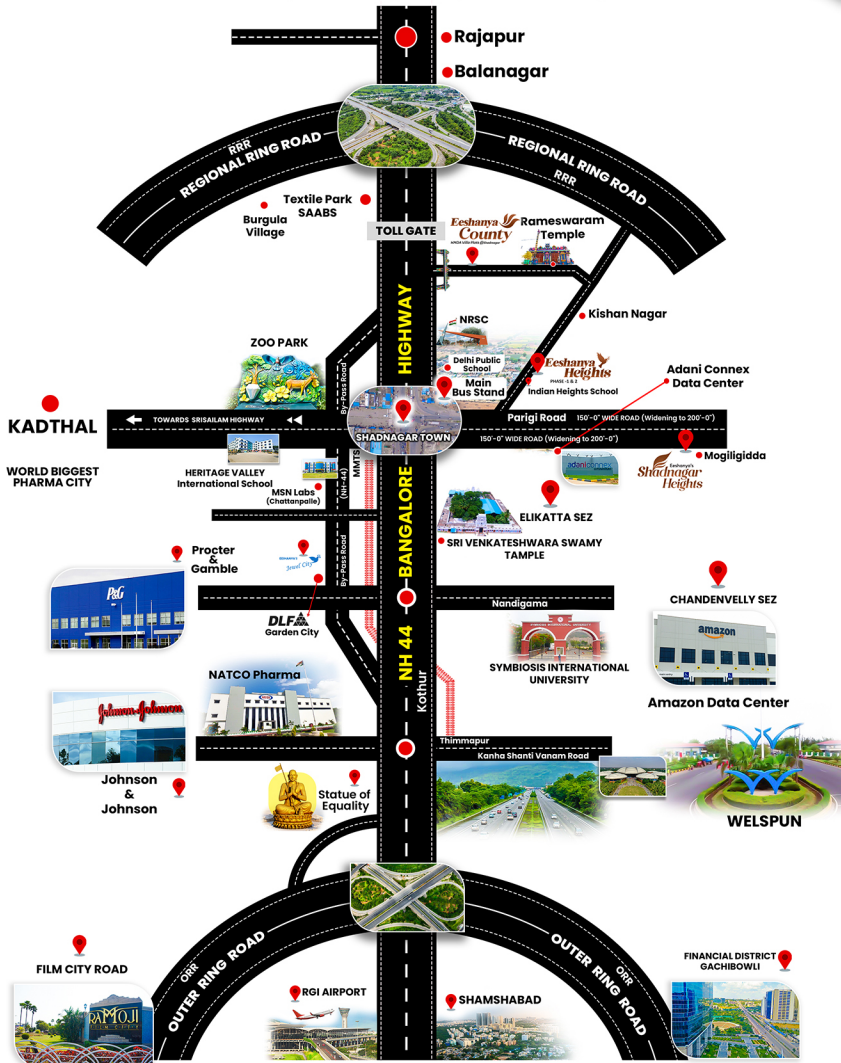 Rajapur
Balanagar
RRR
REGIONAL RING ROAD
REGIONAL RING ROAD
RRR
Textile Park
SAABS
Burgula
Village
TOLL GATE
Eeshanya
County
Rameswaram
Temple
HIGHWAY
Kishan Nagar
NRSC
ZOO PARK
Delhi Public
School
Main
Bus Stand
Eeshanya
Heights
PHASE -1 & 2
Indian Heights School
Adani Connex
Data Center
By-Pass Road
KADTHAL
TOWARDS SRISAILAM HIGHWAY
SHADNAGAR TOWN
Parigi Road
150'-0" WIDE ROAD (Widening to 200'-0")
150'-0" WIDE ROAD (Widening to 200'-0")
WORLD BIGGEST
PHARMA CITY
HERITAGE VALLEY
International School
MMTS
(NH-44)
MSN Labs
(Chattanpalle)
adaniconnex
Eeshanya's
Shadnagar
Heights
Mogiligidda
BANGALORE
ELIKATTA SEZ
SRI VENKATESHWARA SWAMY
TAMPLE
Procter
&
Gamble
P&G
Jewel City
By-Pass Road
DLF
Garden City
Nandigama
CHANDENVELLY SEZ
amazon
SYMBIOSIS INTERNATIONAL
UNIVERSITY
Amazon Data Center
NH 44
Kothur
NATCO Pharma
Johnson & Johnson
Johnson
&
Johnson
Thimmapur
Kanha Shanti Vanam Road
Statue of
Equality
WELSPUN
ORR
OUTER RING ROAD
ORR
OUTER RING ROAD
FILM CITY ROAD
RAMOJI
FILM CITY
RGI AIRPORT
SHAMSHABAD
FINANCIAL DISTRICT
GACHIBOWLI